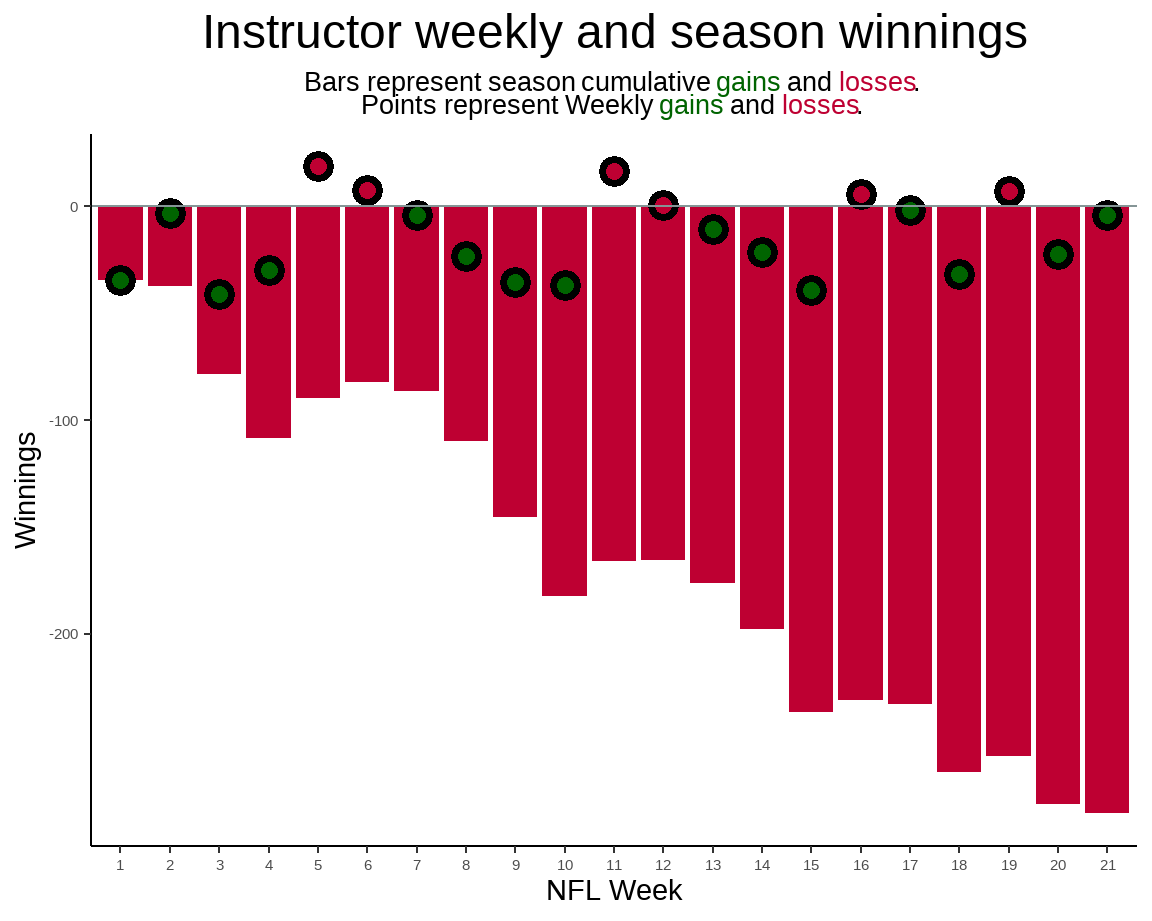 Instructor weekly and season winnings
Bars represent season cumulative gains and losses.
Points represent Weekly gains and losses.
Winnings
0
-100
-200
1 2 3 4 5 6 7 8 9 10 11 12 13 14 15 16 17 18 19 20 21
NFL Week